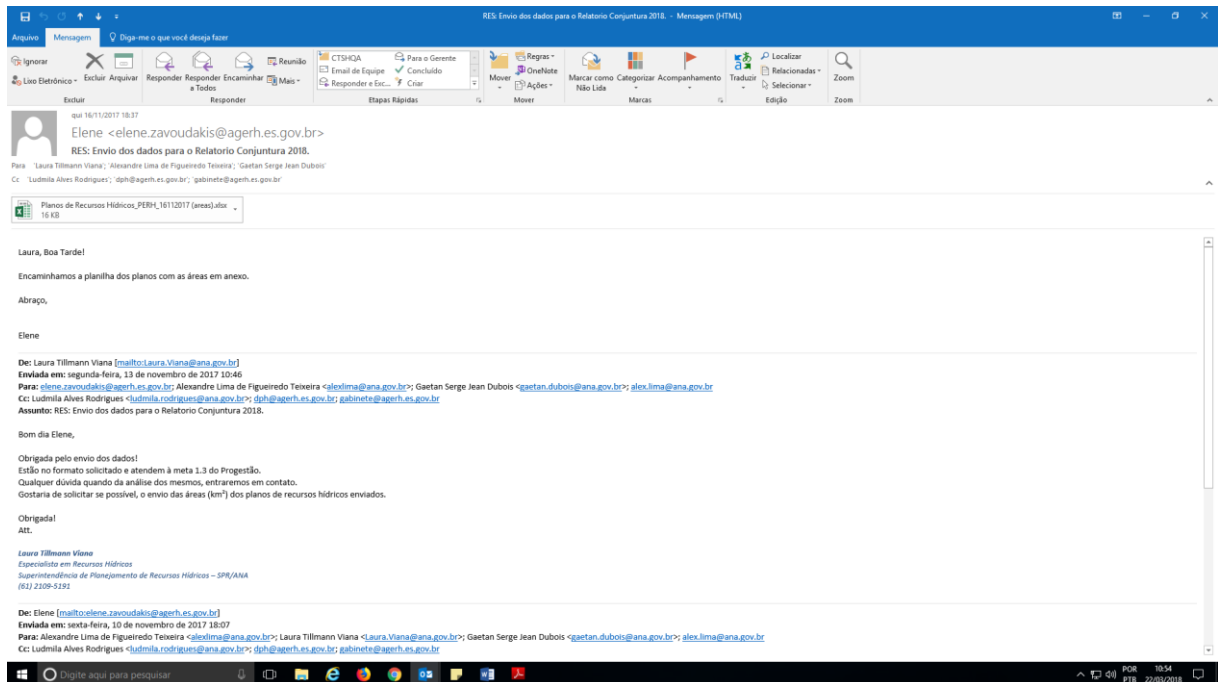 RES: Envio dos dados para o Relatorio Conjuntura 2018. - Mensagem (HTML)
Arquivo Mensagem Diga-me o que você deseja fazer
Ignorar
Lixo Eletrônico
Excluir Arquivar
Excluir
Responder Responder a Todos Encaminhar
Reunião
Mais
Responder
CTSHQA Para o Gerente
Email de Equipe Concluído
Responder e Exc... Criar
Etapas Rápidas
Mover
Regras
OneNote
Ações
Mover
Marcar como Não Lida Categorizar Acompanhamento
Marcas
Traduzir
Localizar
Relacionadas
Selecionar
Edição
Zoom
Zoom
qui 16/11/2017 18:37
Elene <elene.zavoudakis@agerh.es.gov.br>
RES: Envio dos dados para o Relatorio Conjuntura 2018.
Para 'Laura Tillmann Viana'; 'Alexandre Lima de Figueiredo Teixeira'; 'Gaetan Serge Jean Dubois'
Cc 'Ludmila Alves Rodrigues'; 'dph@agerh.es.gov.br'; 'gabinete@agerh.es.gov.br'
Planos de Recursos Hídricos_PERH_16112017 (areas).xlsx
16 KB
Laura, Boa Tarde!
Encaminhamos a planilha dos planos com as áreas em anexo.
Abraço,
Elene
De: Laura Tillmann Viana [mailto:Laura.Viana@ana.gov.br]
Enviada em: segunda-feira, 13 de novembro de 2017 10:46
Para: elene.zavoudakis@agerh.es.gov.br; Alexandre Lima de Figueiredo Teixeira <alexlima@ana.gov.br>; Gaetan Serge Jean Dubois <gaetan.dubois@ana.gov.br>; alex.lima@ana.gov.br
Cc: Ludmila Alves Rodrigues <ludmila.rodrigues@ana.gov.br>; dph@agerh.es.gov.br; gabinete@agerh.es.gov.br
Assunto: RES: Envio dos dados para o Relatorio Conjuntura 2018.
Bom dia Elene,
Obrigada pelo envio dos dados!
Estão no formato solicitado e atendem à meta 1.3 do Progestão.
Qualquer dúvida quando da análise dos mesmos, entraremos em contato.
Gostaria de solicitar se possível, o envio das áreas (km²) dos planos de recursos hídricos enviados.
Obrigada!
Att.
Laura Tillmann Viana
Especialista em Recursos Hídricos
Superintendência de Planejamento de Recursos Hídricos – SPR/ANA
(61) 2109-5191
De: Elene [mailto:elene.zavoudakis@agerh.es.gov.br]
Enviada em: sexta-feira, 10 de novembro de 2017 18:07
Para: Alexandre Lima de Figueiredo Teixeira <alexlima@ana.gov.br>; Laura Tillmann Viana <Laura.Viana@ana.gov.br>; Gaetan Serge Jean Dubois <gaetan.dubois@ana.gov.br>; alex.lima@ana.gov.br
Cc: Ludmila Alves Rodrigues <ludmila.rodrigues@ana.gov.br>; dph@agerh.es.gov.br; gabinete@agerh.es.gov.br
Digite aqui para pesquisar
POR 10:54
PTB 22/03/2018